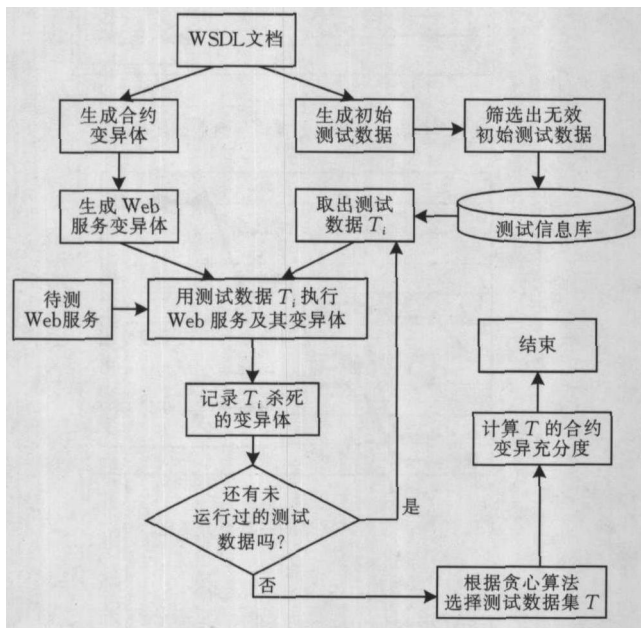 WSDL文档
生成合约
变异体
生成初始
测试数据
筛选出无效
初始测试数据
生成 Web
服务变异体
取出测试
数据 Ti
测试信息库
待测
Web服务
用测试数据 Ti 执行
Web 服务及其变异体
结束
记录 Ti 杀死
的变异体
计算 T 的合约
变异充分度
还有未
运行过的测试
数据吗?
是
否
根据贪心算法
选择测试数据集 T